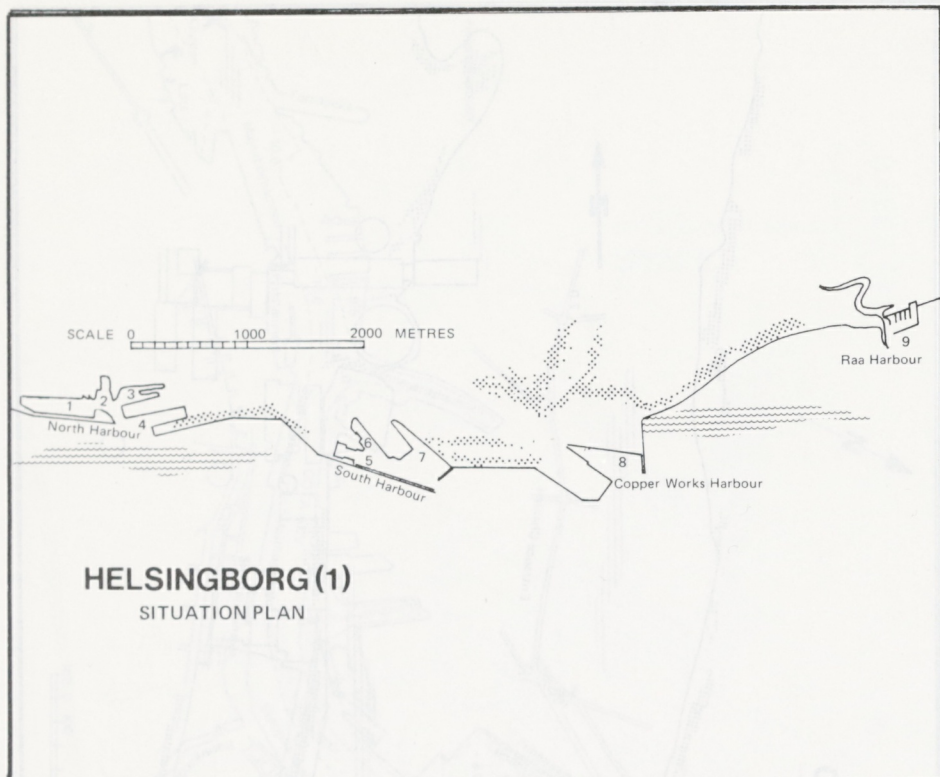 SCALE 0 1000 2000 METRES
1
2
3
4
North Harbour
5
6
7
South Harbour
8
Copper Works Harbour
9
Raa Harbour
HELSINGBORG (1)
SITUATION PLAN